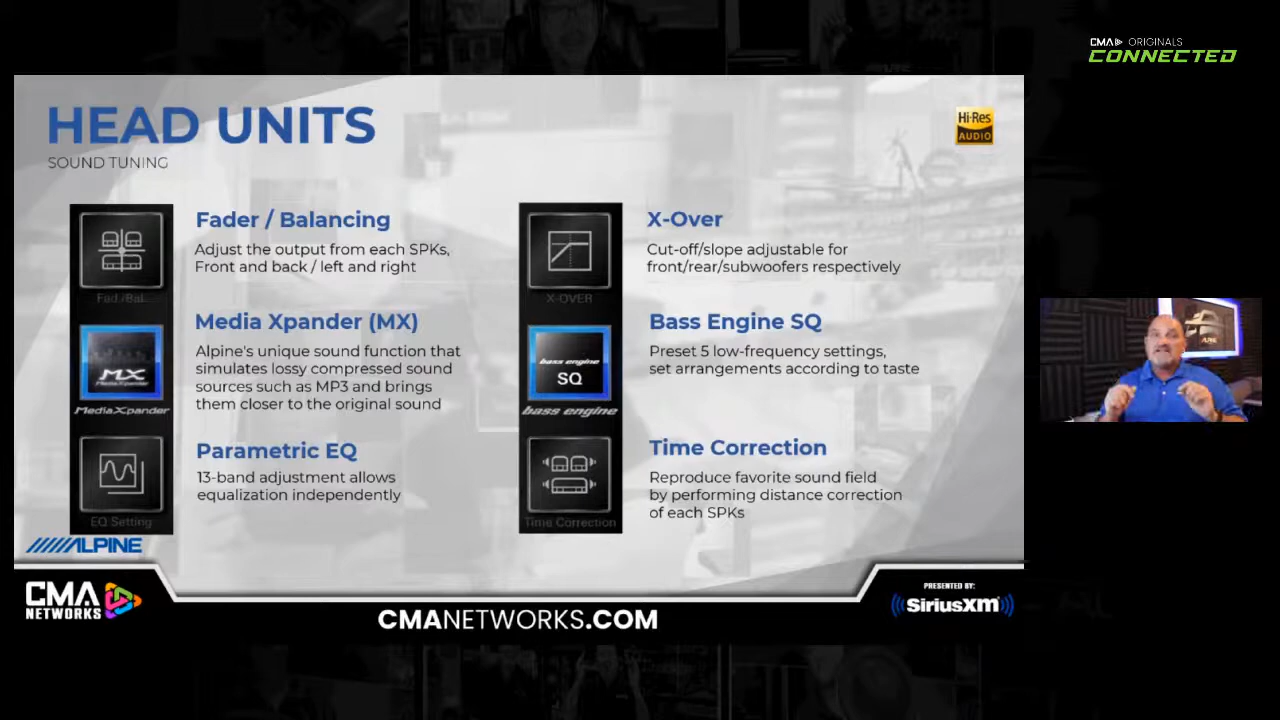 CMA ORIGINALS
CONNECTED
HEAD UNITS
SOUND TUNING
Hi-Res
AUDIO
Fad./Bal.
Fader / Balancing
Adjust the output from each SPKs,
Front and back / left and right
MX
MediaXpander
MediaXpander
Media Xpander (MX)
Alpine's unique sound function that
simulates lossy compressed sound
sources such as MP3 and brings
them closer to the original sound
EQ Setting
Parametric EQ
13-band adjustment allows
equalization independently
X-OVER
X-Over
Cut-off/slope adjustable for
front/rear/subwoofers respectively
bass engine
SQ
bass engine
Bass Engine SQ
Preset 5 low-frequency settings,
set arrangements according to taste
Time Correction
Time Correction
Reproduce favorite sound field
by performing distance correction
of each SPKs
ALPINE
CMA
NETWORKS
CMANETWORKS.COM
PRESENTED BY:
SiriusXM